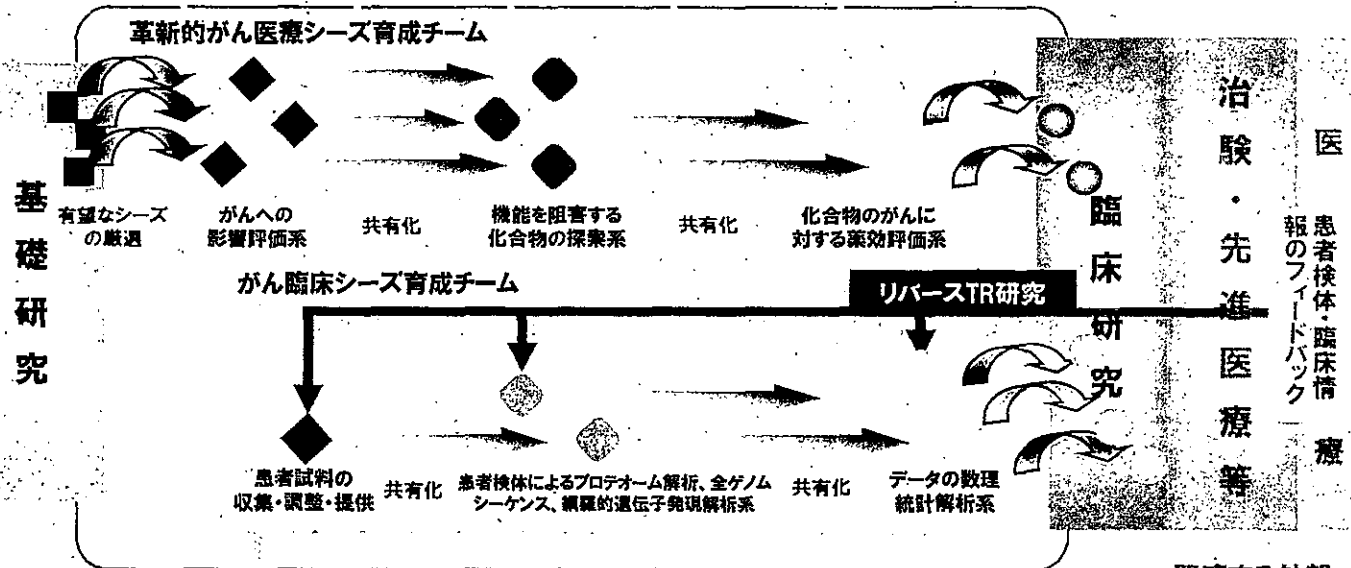 革新的がん医療シーズ育成チーム
基礎研究
有望なシーズ
の厳選
がんへの
影響評価系
共有化
機能を阻害する
化合物の探索系
共有化
化合物のがんに
対する薬効評価系
がん臨床シーズ育成チーム
リバースTR研究
患者試料の
収集・調整・提供
共有化
患者検体によるプロテオーム解析、全ゲノム
シーケンス、網羅的遺伝子発現解析系
共有化
データの数理
統計解析系
臨床研究
治験・先進医療等
患者検体・臨床情
報のフィードバック
医療